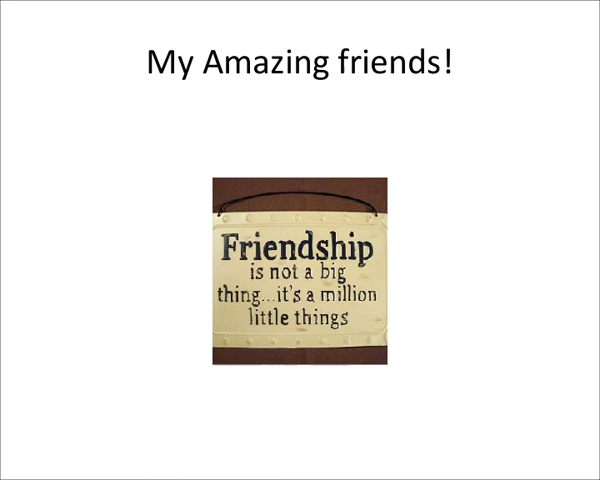 My Amazing friends!
Friendship
is not a big
thing...it's a million
little things